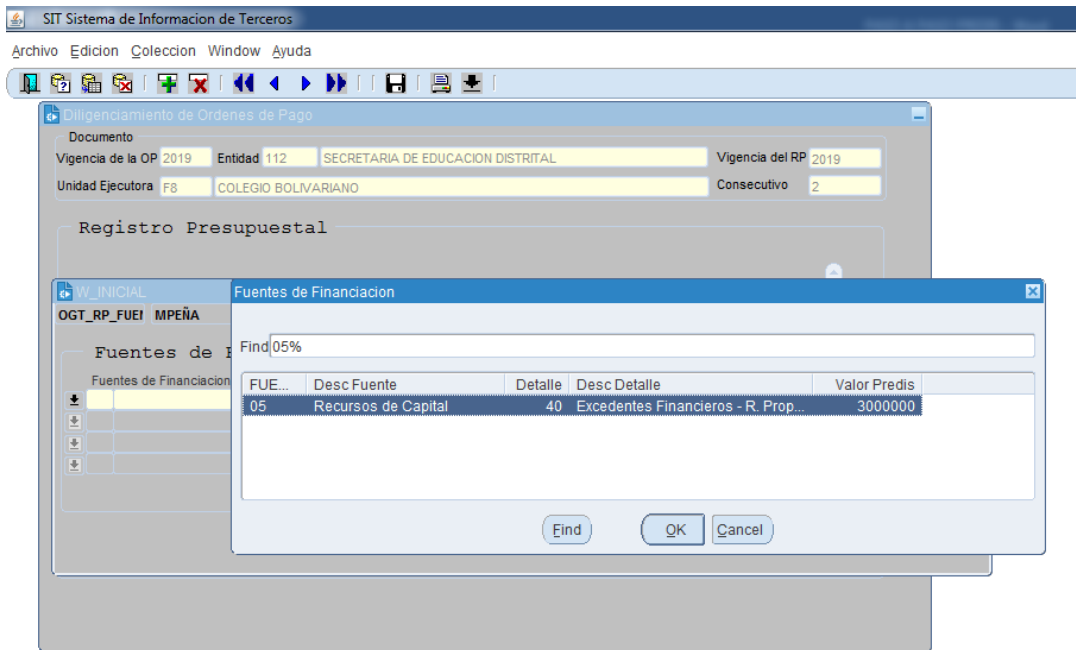 SIT Sistema de Informacion de Terceros
Archivo Edicion Coleccion Window Ayuda
Diligenciamiento de Ordenes de Pago
Documento
Vigencia de la OP 2019 Entidad 112 SECRETARIA DE EDUCACION DISTRITAL Vigencia del RP 2019
Unidad Ejecutora F8 COLEGIO BOLIVARIANO Consecutivo 2
Registro Presupuestal
W_INICIAL
OGT_RP_FUE MPEÑA
Fuentes de
Fuentes de Financiacion
Fuentes de Financiacion
Find 05%
FUE... Desc Fuente Detalle Desc Detalle Valor Predis
05 Recursos de Capital 40 Excedentes Financieros - R. Prop... 3000000
Find OK Cancel